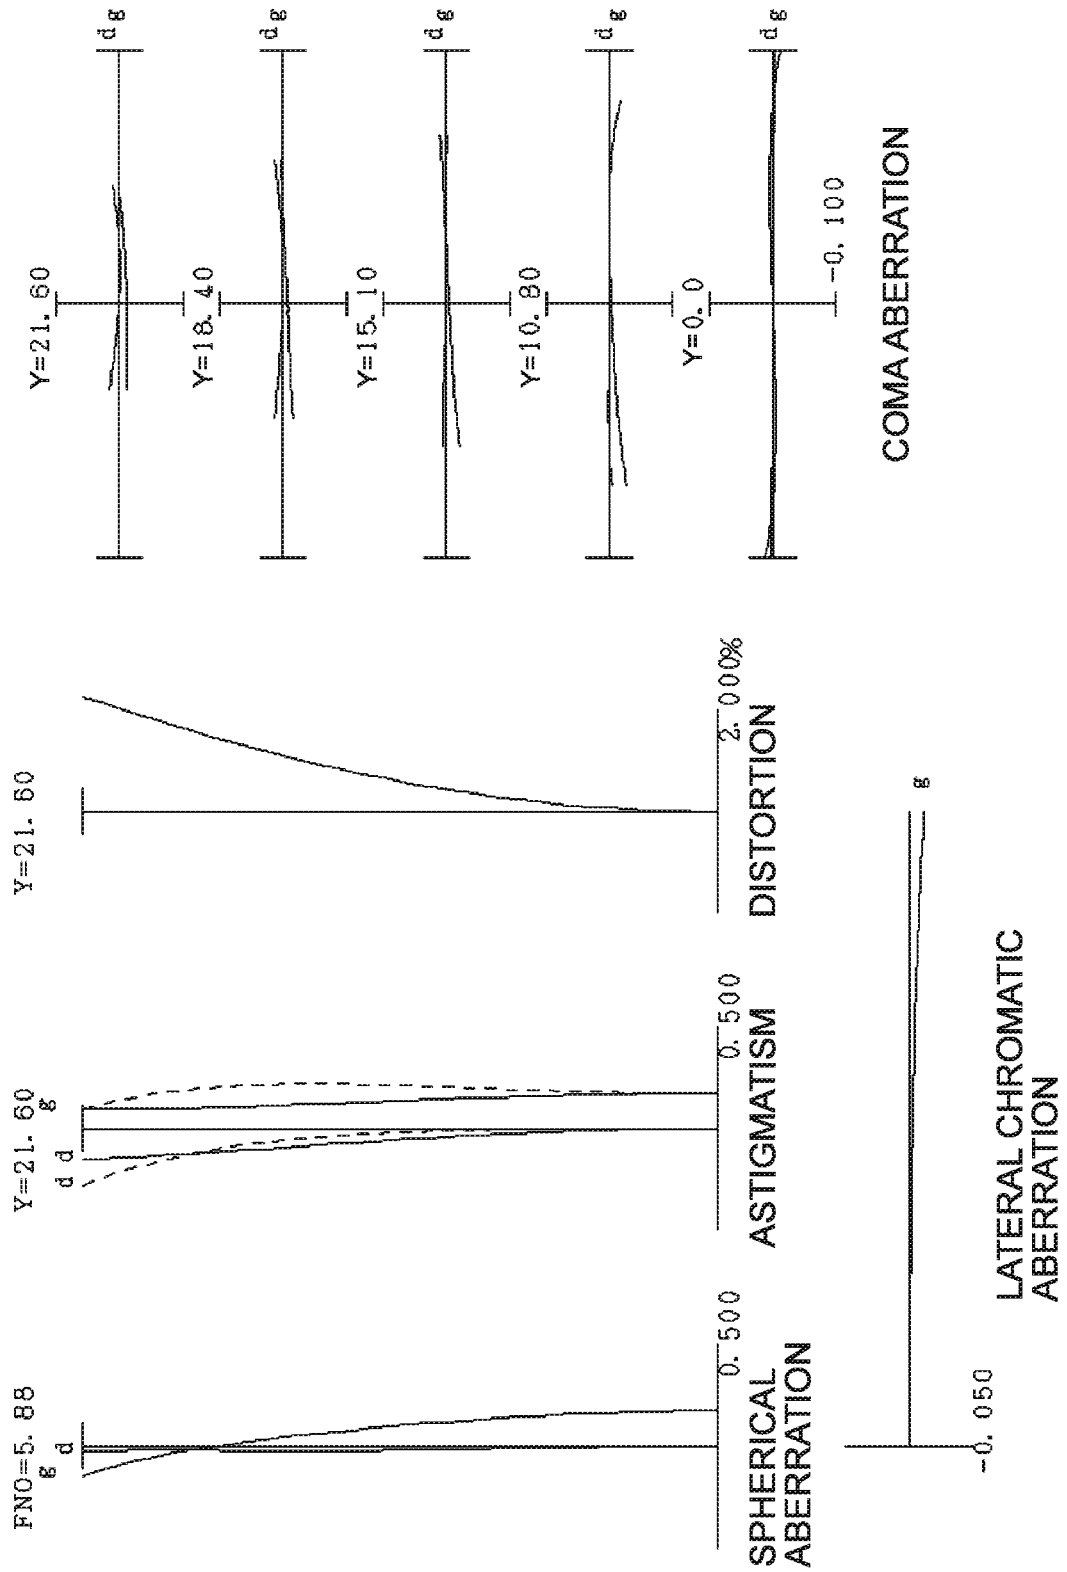 FNO=5. 88
g
d
0. 500
SPHERICAL
ABERRATION
Y=21. 60
g
d d
0. 500
ASTIGMATISM
Y=21. 60
2. 000%
DISTORTION
Y=21. 60
d g
Y=18. 40
d g
Y=15. 10
d g
Y=10. 80
d g
Y=0. 0
d g
-0. 100
COMA ABERRATION
g
-0. 050
LATERAL CHROMATIC
ABERRATION